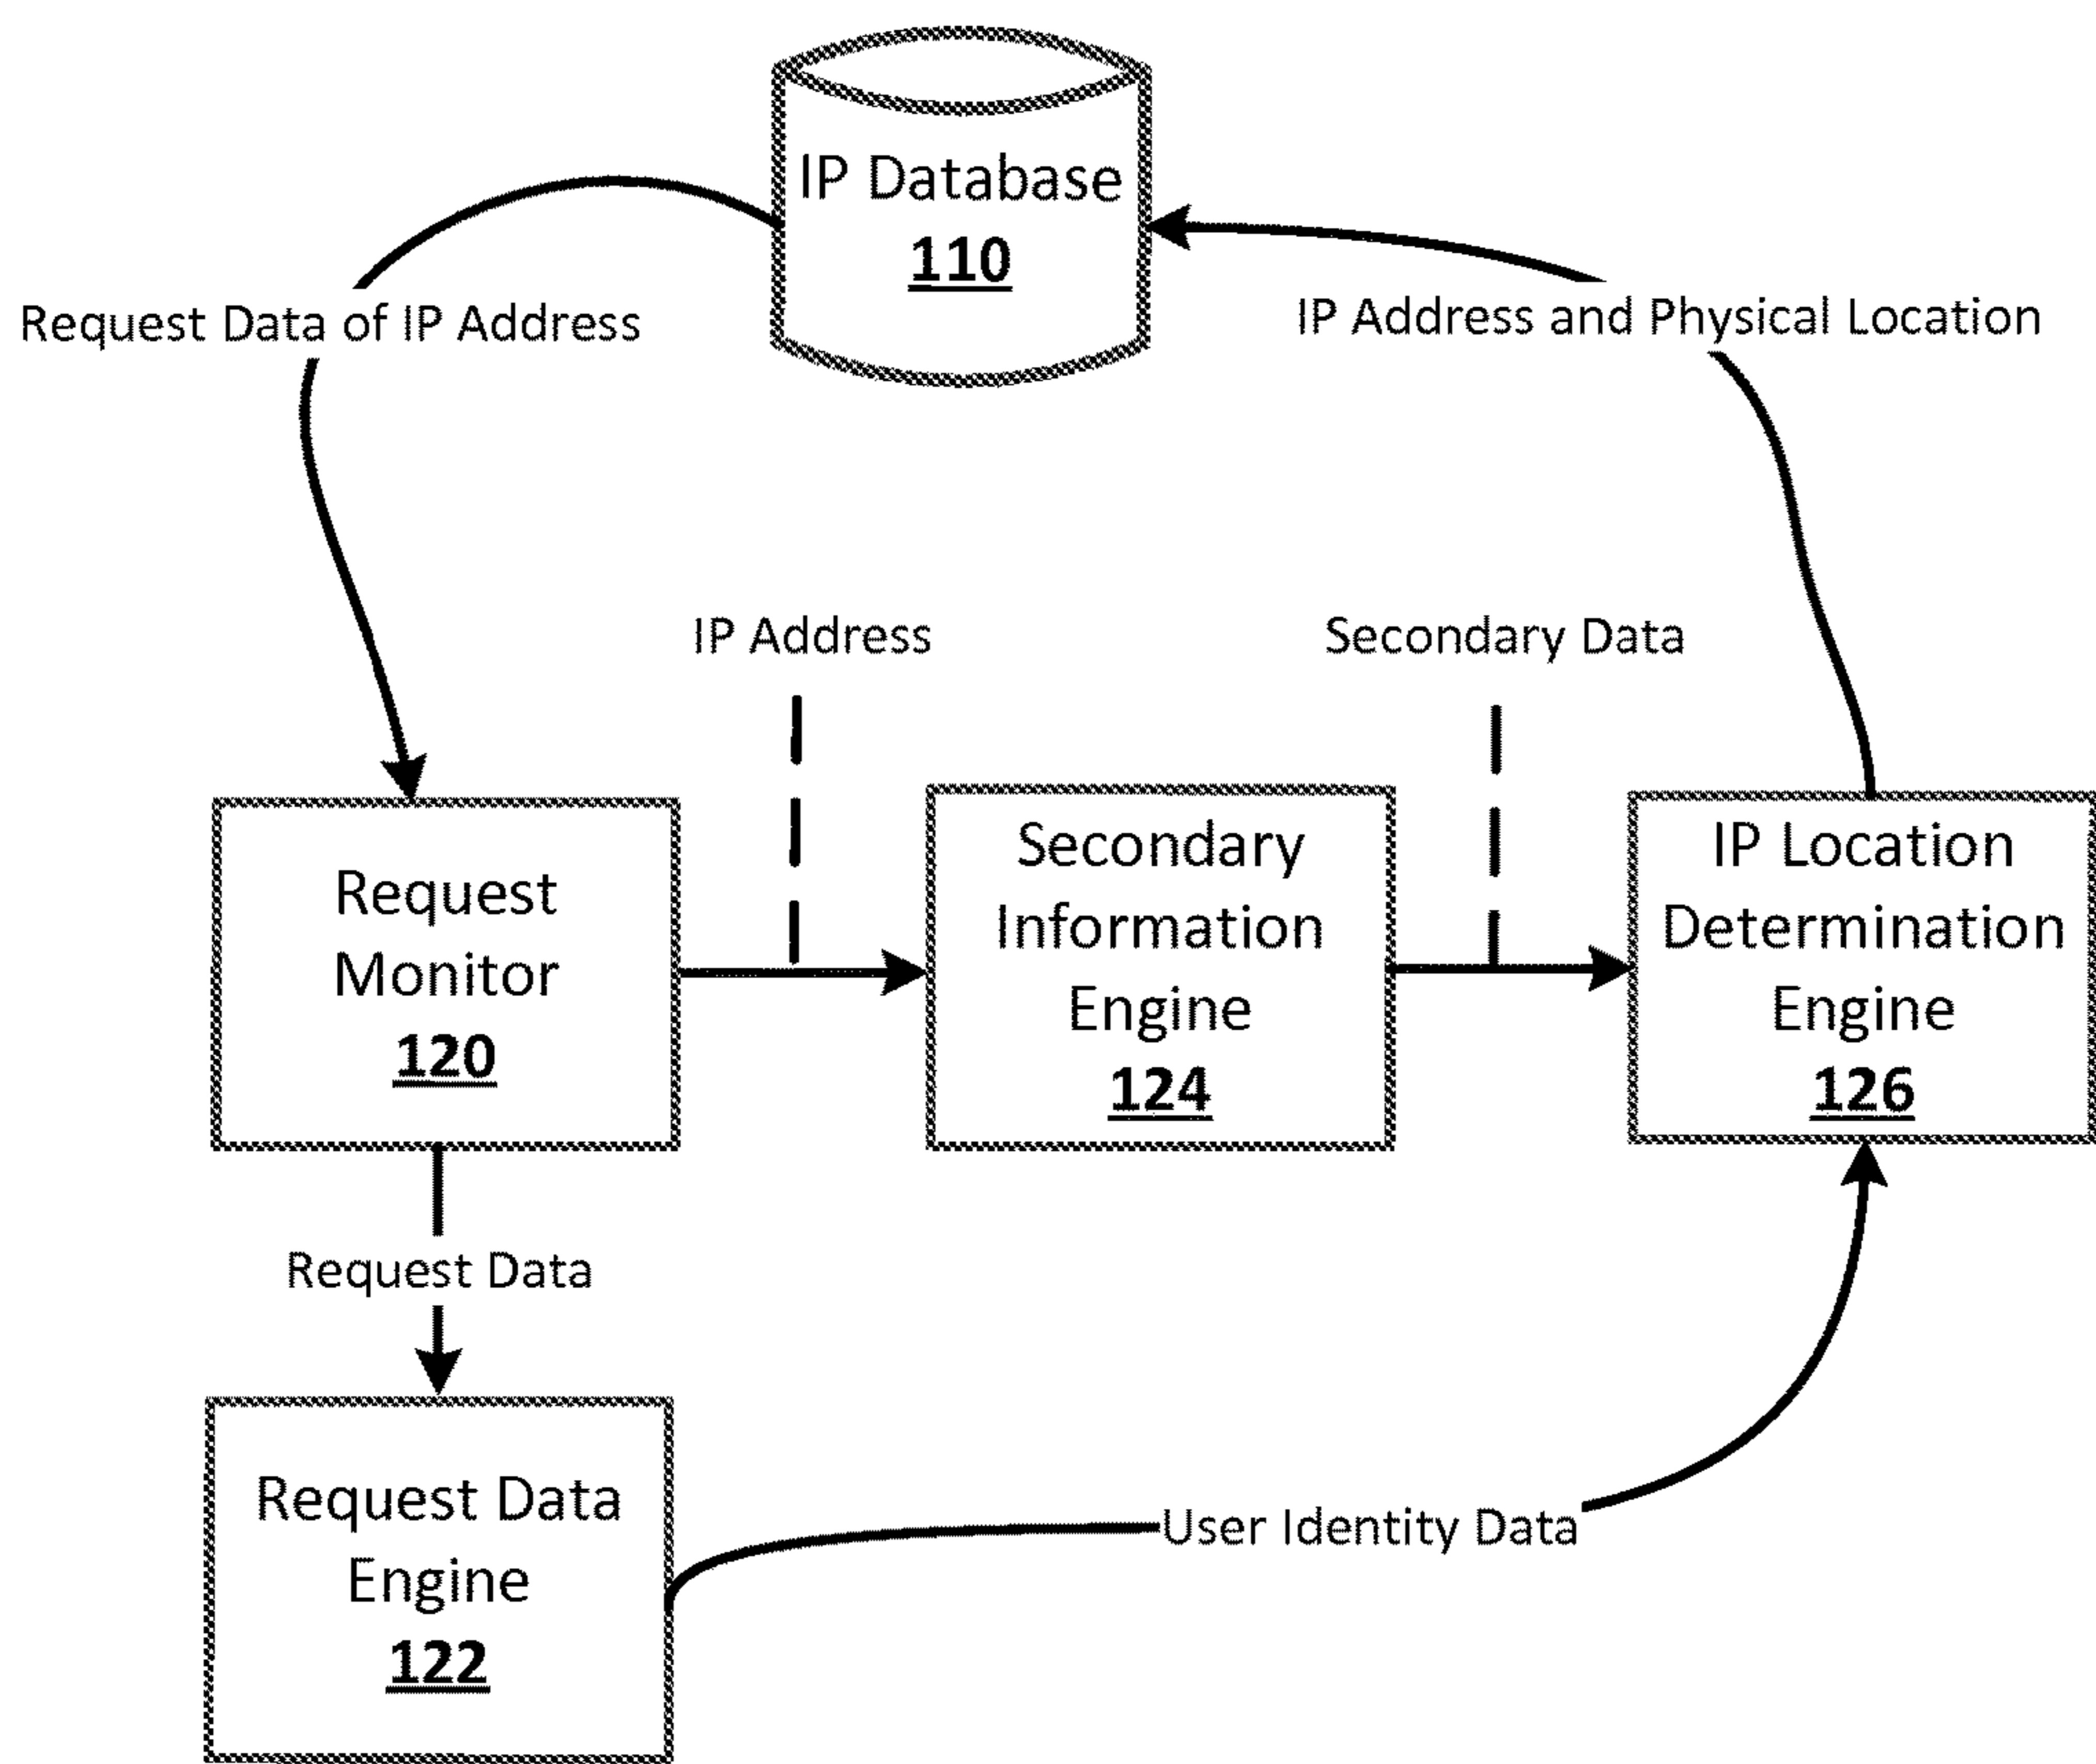 IP Database
110
Request Data of IP Address
IP Address and Physical Location
IP Address
Secondary Data
Request
Monitor
120
Secondary
Information
Engine
124
IP Location
Determination
Engine
126
Request Data
Request Data
Engine
122
User Identity Data